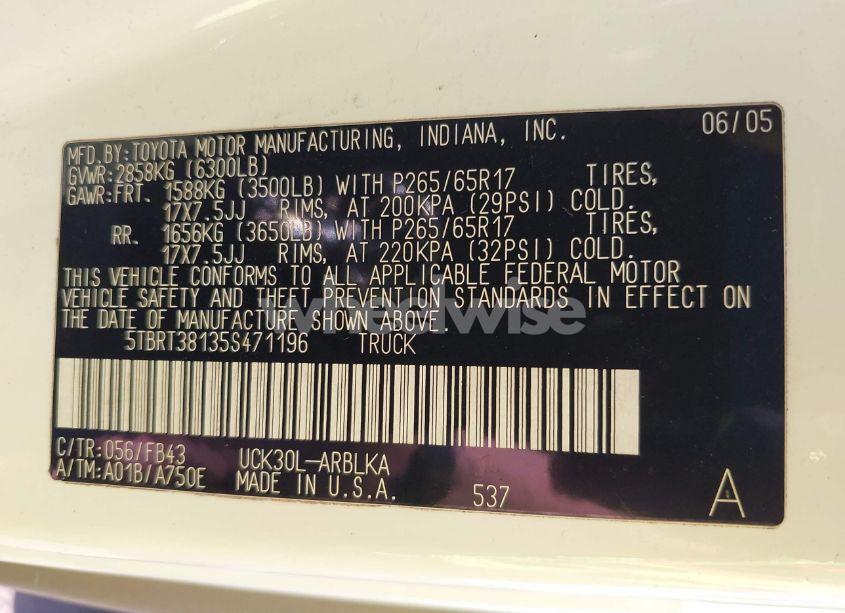 MFD.BY:TOYOTA MOTOR MANUFACTURING, INDIANA, INC. 06/05
GVWR:2858KG (6300LB)
GAWR:FRT. 1588KG (3500LB) WITH P265/65R17 TIRES,
17X7.5JJ RIMS, AT 200KPA (29PSI) COLD.
RR. 1656KG (3650LB) WITH P265/65R17 TIRES,
17X7.5JJ RIMS, AT 220KPA (32PSI) COLD.
THIS VEHICLE CONFORMS TO ALL APPLICABLE FEDERAL MOTOR
VEHICLE SAFETY AND THEFT PREVENTION STANDARDS IN EFFECT ON
THE DATE OF MANUFACTURE SHOWN ABOVE.
5TBRT38135S471196 TRUCK
C/TR:056/FB43 UCK30L-ARBLKA
A/TM:A01B/A750E MADE IN U.S.A. 537 A